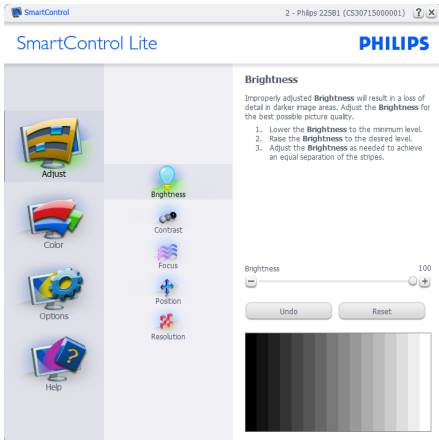 SmartControl
2 - Philips 225B1 (CS30715000001)
SmartControl Lite
PHILIPS
Adjust
Color
Options
Help
Brightness
Contrast
Focus
Position
Resolution
Brightness
Improperly adjusted Brightness will result in a loss of
detail in darker image areas. Adjust the Brightness for
the best possible picture quality.
1. Lower the Brightness to the minimum level.
2. Raise the Brightness to the desired level.
3. Adjust the Brightness as needed to achieve
an equal separation of the stripes.
Brightness 100
Undo Reset